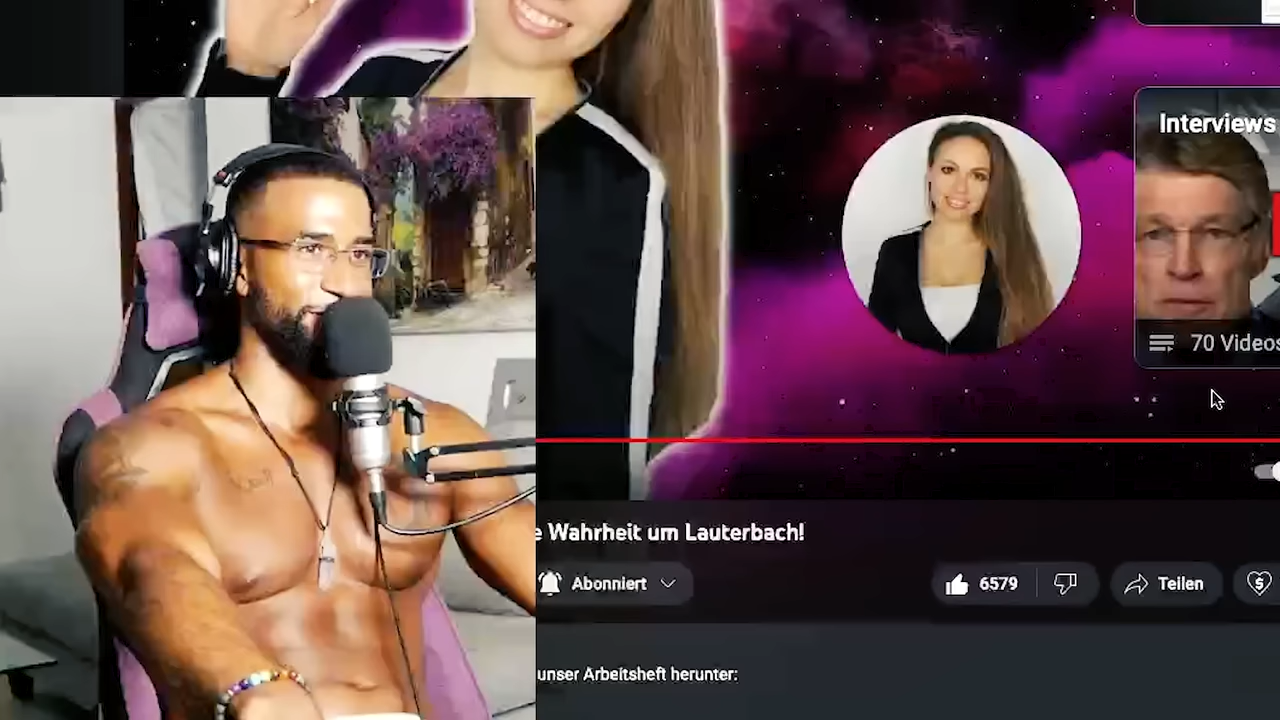 Interviews
70 Videos
e Wahrheit um Lauterbach!
Abonniert
6579
Teilen
unser Arbeitsheft herunter: